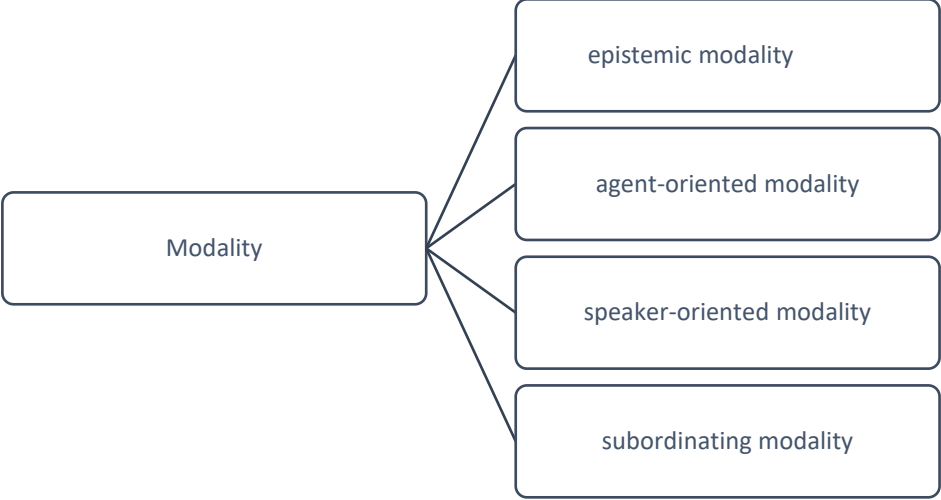 Modality
epistemic modality
agent-oriented modality
speaker-oriented modality
subordinating modality